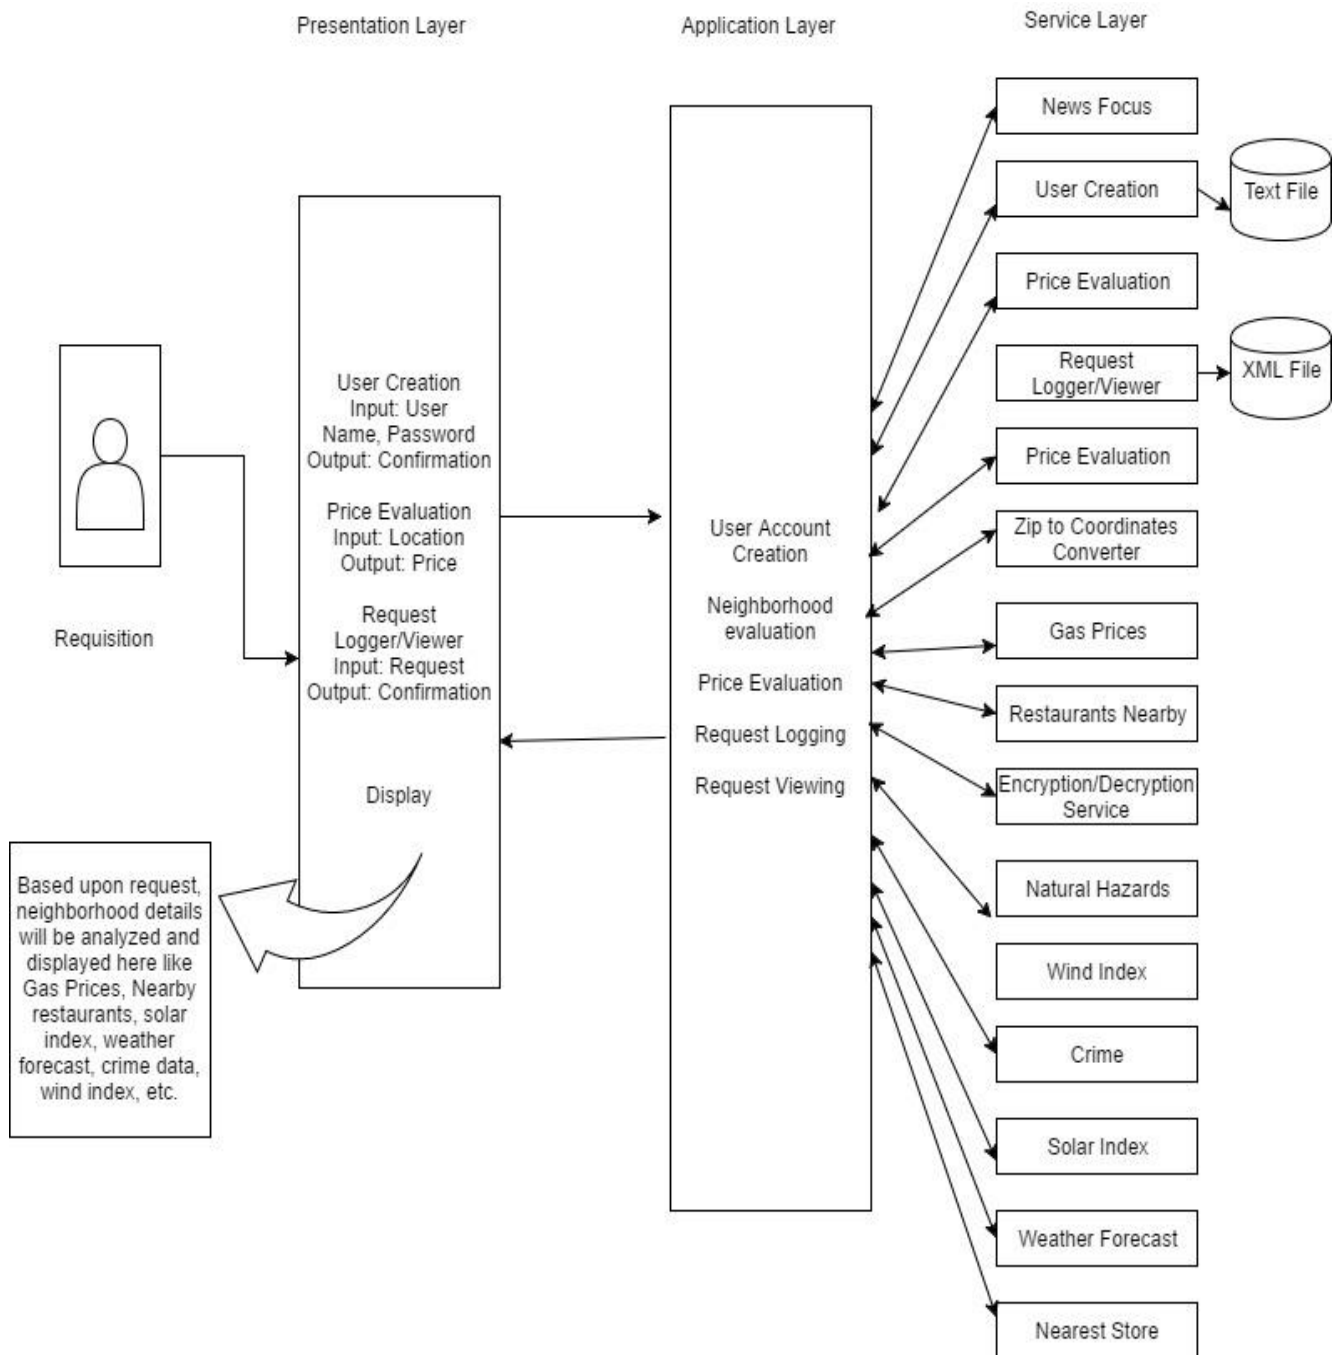 Presentation Layer
Application Layer
Service Layer
Requisition
User Creation
Input: User
Name, Password
Output: Confirmation
Price Evaluation
Input: Location
Output: Price
Request
Logger/Viewer
Input: Request
Output: Confirmation
Display
Based upon request,
neighborhood details
will be analyzed and
displayed here like
Gas Prices, Nearby
restaurants, solar
index, weather
forecast, crime data,
wind index, etc.
User Account
Creation
Neighborhood
evaluation
Price Evaluation
Request Logging
Request Viewing
News Focus
User Creation
Text File
Price Evaluation
Request
Logger/Viewer
XML File
Price Evaluation
Zip to Coordinates
Converter
Gas Prices
Restaurants Nearby
Encryption/Decryption
Service
Natural Hazards
Wind Index
Crime
Solar Index
Weather Forecast
Nearest Store